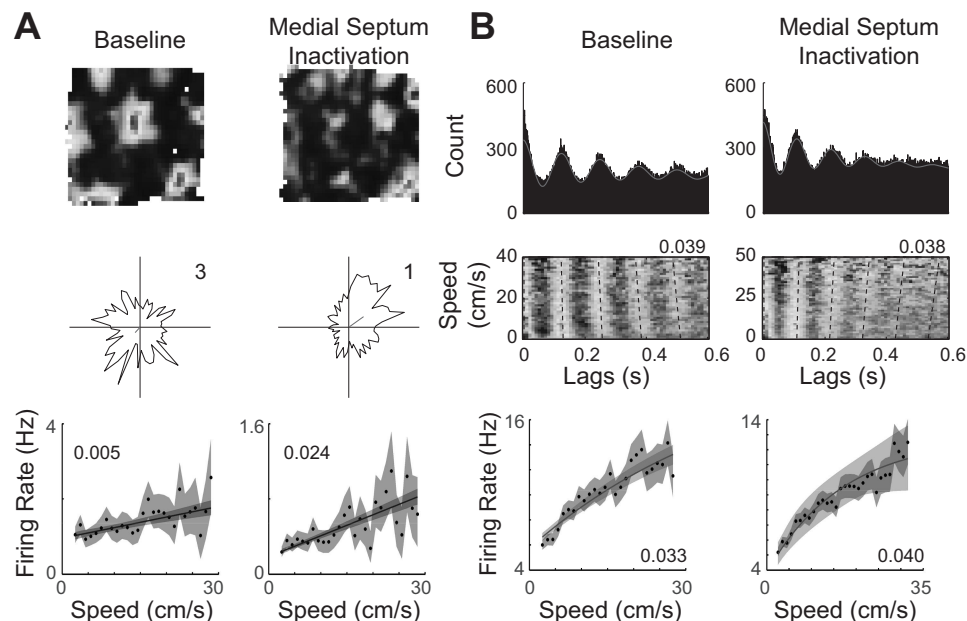 A
Baseline
Medial Septum
Inactivation
3
1
Firing Rate (Hz)
4
0.005
0
0
30
Speed (cm/s)
1.6
0.024
0
30
Speed (cm/s)
B
Baseline
Medial Septum
Inactivation
Count
600
300
0
600
300
0
Speed
(cm/s)
0.039
40
20
0
0
0.2
0.4
0.6
Lags (s)
0.038
50
25
0
0
0.2
0.4
0.6
Lags (s)
Firing Rate (Hz)
16
4
0.033
0
30
Speed (cm/s)
14
4
0.040
0
35
Speed (cm/s)